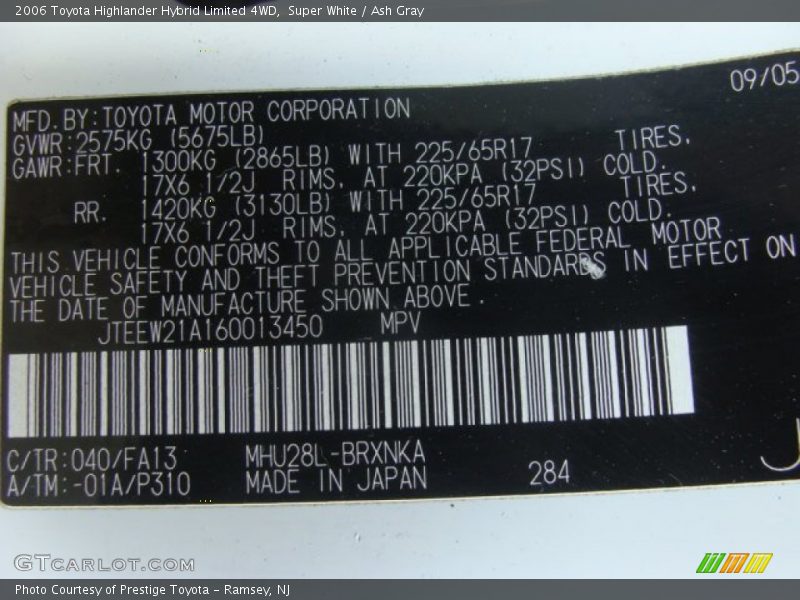 2006 Toyota Highlander Hybrid Limited 4WD, Super White / Ash Gray
09/05
MFD.BY:TOYOTA MOTOR CORPORATION
GVWR:2575KG (5675LB)
GAWR:FRT. 1300KG (2865LB) WITH 225/65R17 TIRES,
17X6 1/2J RIMS, AT 220KPA (32PSI) COLD.
RR. 1420KG (3130LB) WITH 225/65R17 TIRES,
17X6 1/2J RIMS, AT 220KPA (32PSI) COLD.
THIS VEHICLE CONFORMS TO ALL APPLICABLE FEDERAL MOTOR
VEHICLE SAFETY AND THEFT PREVENTION STANDARDS IN EFFECT ON
THE DATE OF MANUFACTURE SHOWN ABOVE.
JTEEW21A160013450 MPV
C/TR:040/FA13 MHU28L-BRXNKA
A/TM:-01A/P310 MADE IN JAPAN 284
J
GTCARLOT.COM
Photo Courtesy of Prestige Toyota - Ramsey, NJ